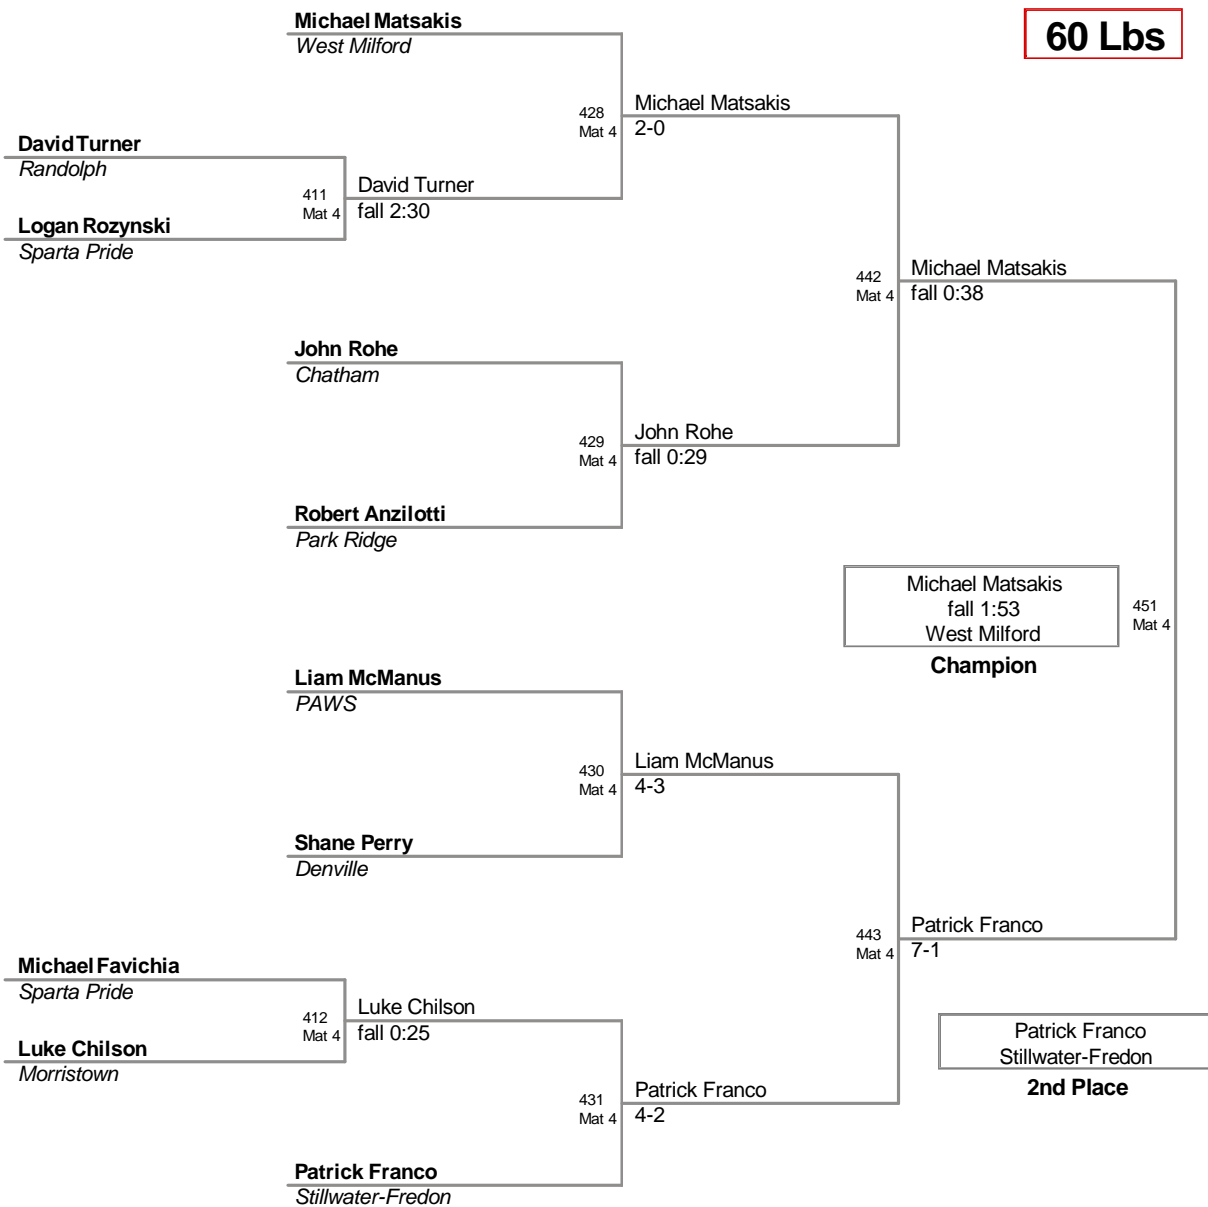 Michael Matsakis
West Milford
60 Lbs
428
Mat 4
Michael Matsakis
2-0
David Turner
Randolph
411
Mat 4
David Turner
fall 2:30
Logan Rozynski
Sparta Pride
442
Mat 4
Michael Matsakis
fall 0:38
John Rohe
Chatham
429
Mat 4
John Rohe
fall 0:29
Robert Anzilotti
Park Ridge
Michael Matsakis
fall 1:53
West Milford
Champion
451
Mat 4
Liam McManus
PAWS
430
Mat 4
Liam McManus
4-3
Shane Perry
Denville
443
Mat 4
Patrick Franco
7-1
Michael Favichia
Sparta Pride
412
Mat 4
Luke Chilson
fall 0:25
Luke Chilson
Morristown
Patrick Franco
Stillwater-Fredon
2nd Place
431
Mat 4
Patrick Franco
4-2
Patrick Franco
Stillwater-Fredon